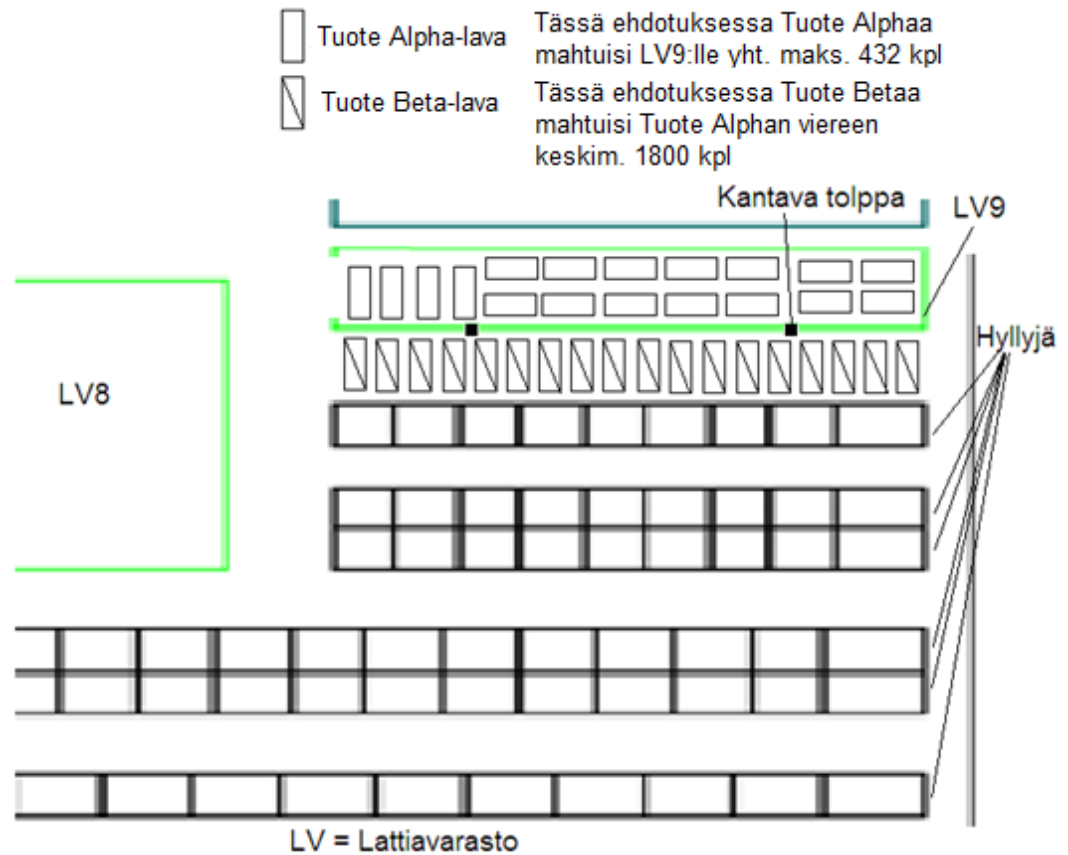 Tuote Alpha-lava
Tässä ehdotuksessa Tuote Alphaa
mahtuisi LV9:lle yht. maks. 432 kpl
Tuote Beta-lava
Tässä ehdotuksessa Tuote Betaa
mahtuisi Tuote Alphan viereen
keskim. 1800 kpl
Kantava tolppa
LV9
Hyllyjä
LV8
LV = Lattiavarasto